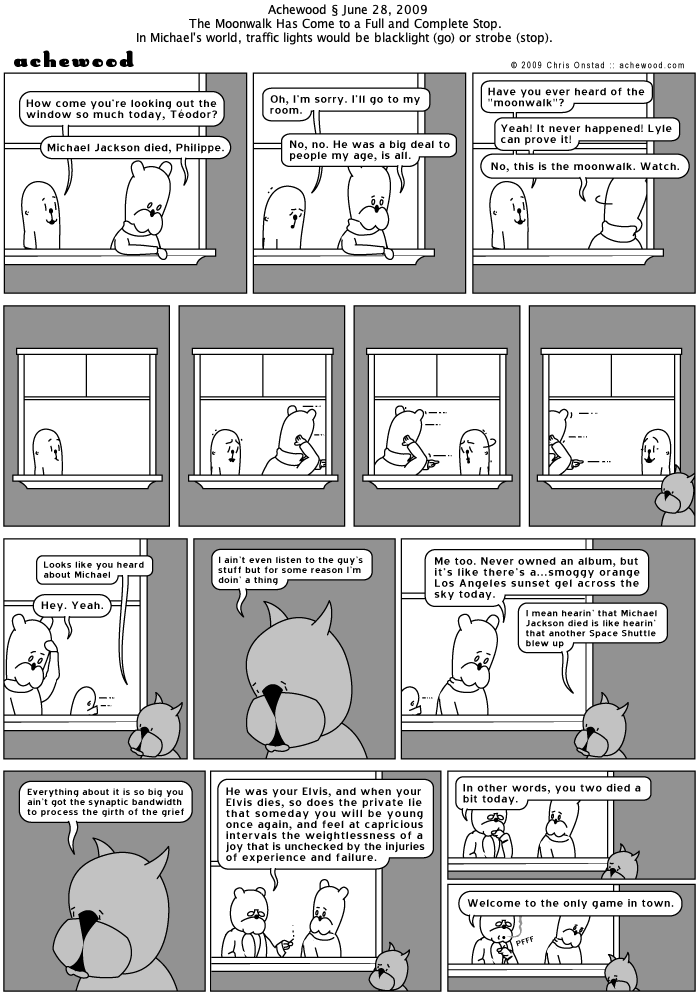 Achewood § June 28, 2009
The Moonwalk Has Come to a Full and Complete Stop.
In Michael's world, traffic lights would be blacklight (go) or strobe (stop).
achewood
© 2009 Chris Onstad :: achewood.com
How come you're looking out the
window so much today, Téodor?
Michael Jackson died, Philippe.
Oh, I'm sorry. I'll go to my
room.
No, no. He was a big deal to
people my age, is all.
Have you ever heard of the
"moonwalk"?
Yeah! It never happened! Lyle
can prove it!
No, this is the moonwalk. Watch.
Looks like you heard
about Michael
Hey. Yeah.
I ain't even listen to the guy's
stuff but for some reason I'm
doin' a thing
Me too. Never owned an album, but
it's like there's a...smoggy orange
Los Angeles sunset gel across the
sky today.
I mean hearin' that Michael
Jackson died is like hearin'
that another Space Shuttle
blew up
Everything about it is so big you
ain't got the synaptic bandwidth
to process the girth of the grief
He was your Elvis, and when your
Elvis dies, so does the private lie
that someday you will be young
once again, and feel at capricious
intervals the weightlessness of a
joy that is unchecked by the injuries
of experience and failure.
In other words, you two died a
bit today.
Welcome to the only game in town.
PFFF